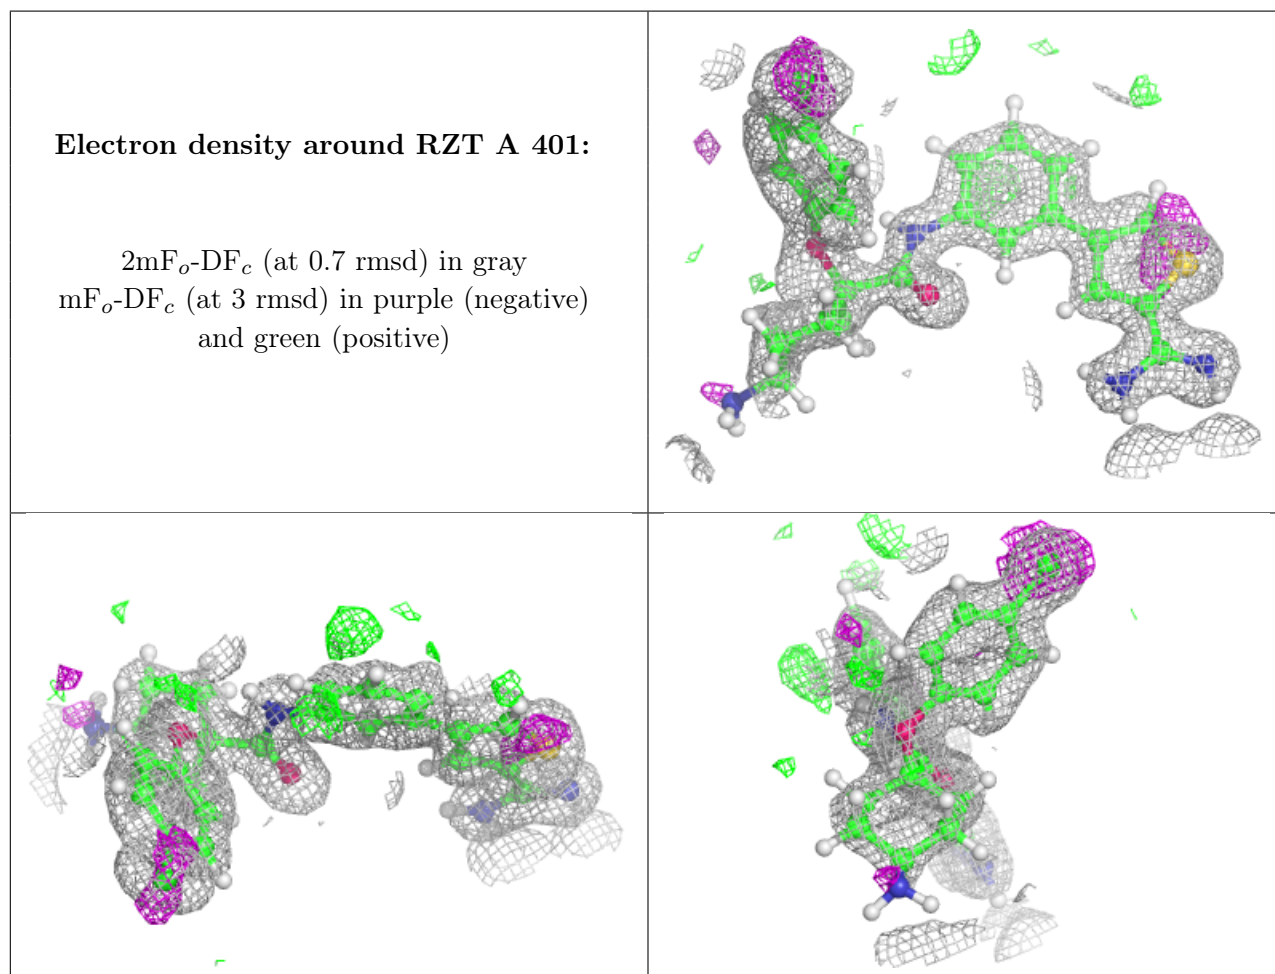 Electron density around RZT A 401:
2mFo-DFc (at 0.7 rmsd) in gray
mFo-DFc (at 3 rmsd) in purple (negative)
and green (positive)